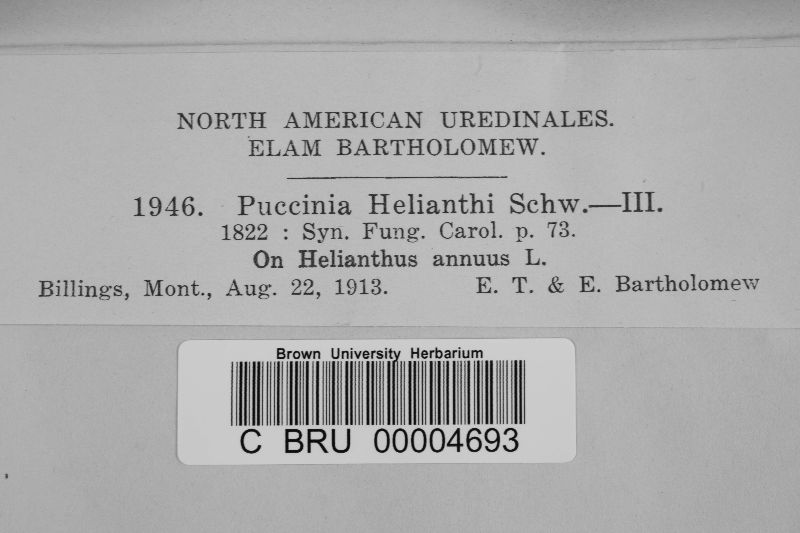 NORTH AMERICAN UREDINALES.
ELAM BARTHOLOMEW.
1946. Puccinia Helianthi Schw.—III.
1822 : Syn. Fung. Carol. p. 73.
On Helianthus annuus L.
Billings, Mont., Aug. 22, 1913. E. T. & E. Bartholomew
Brown University Herbarium
C BRU 00004693